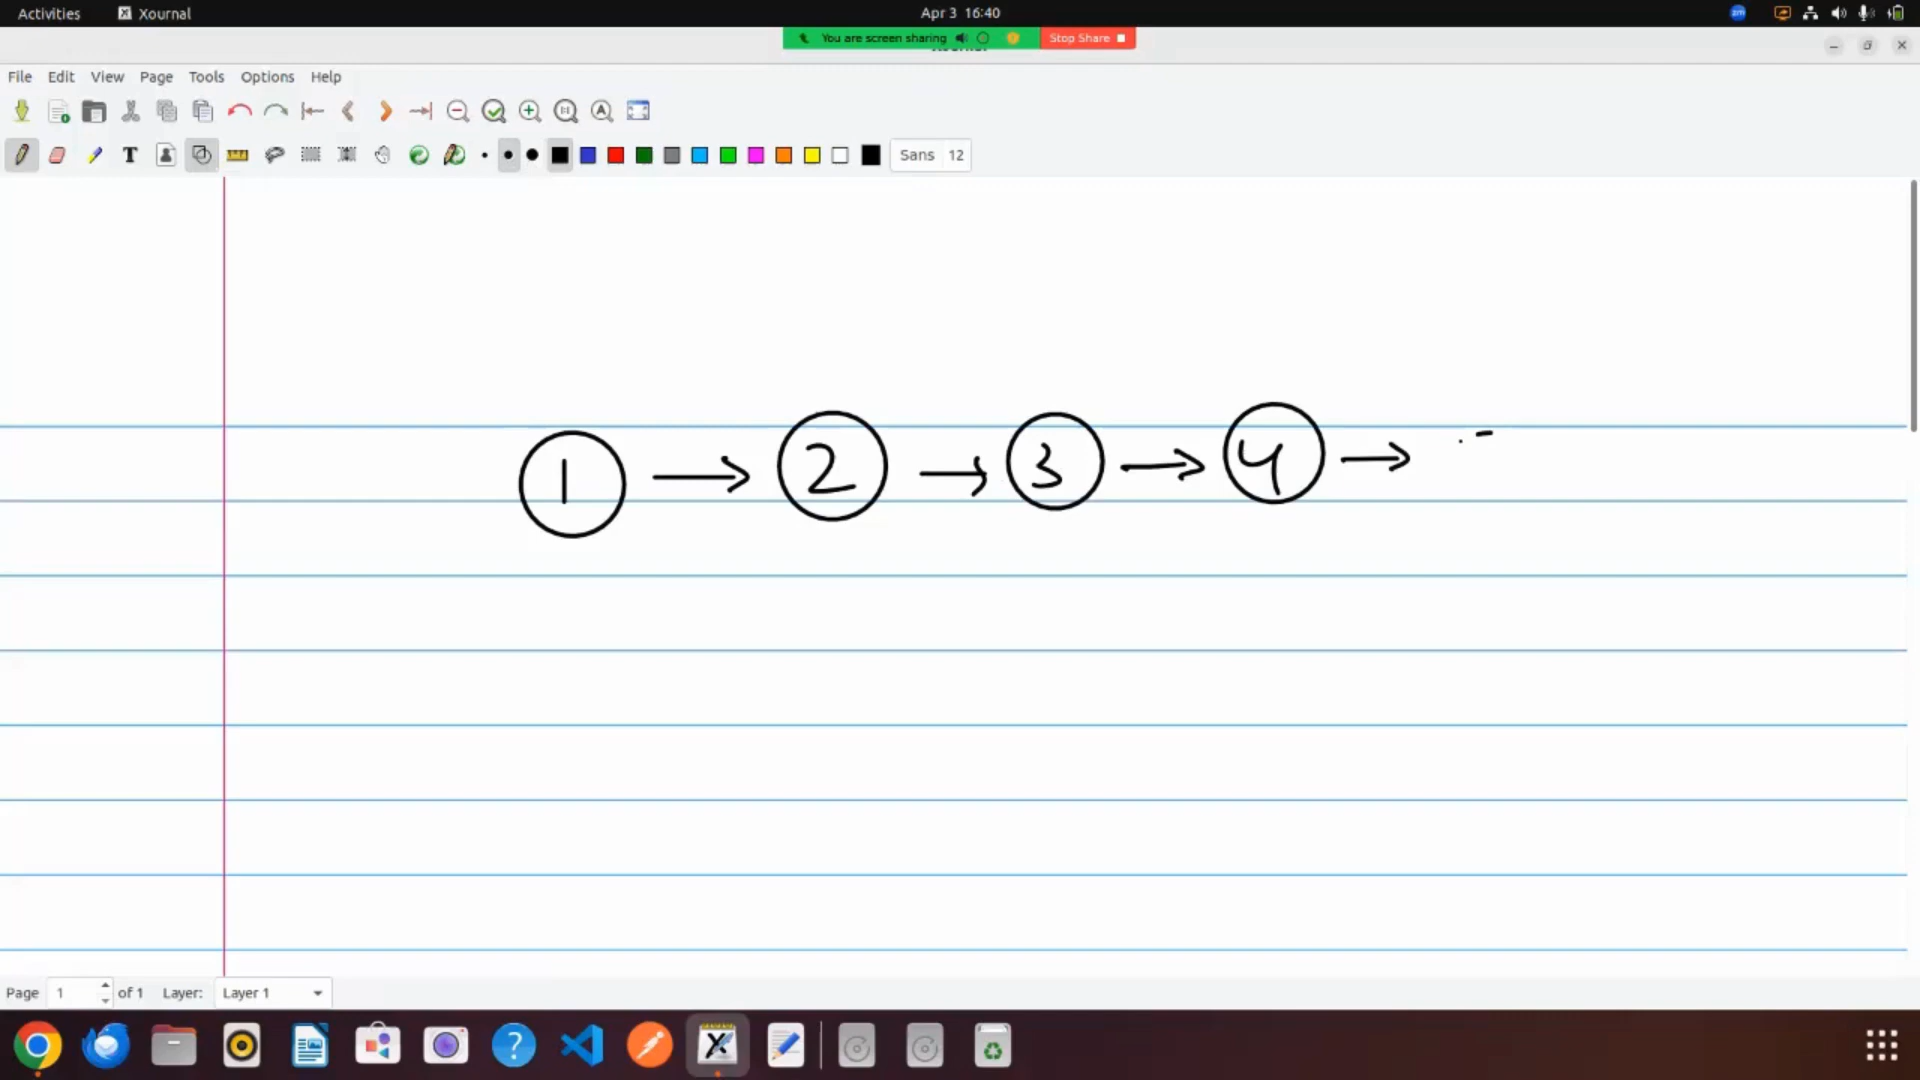 Activities Xournal Apr 3 16:40
You are screen sharing Stop Share
File Edit View Page Tools Options Help
T Sans 12
1 → 2 → 3 → 4 →
Page 1 of 1 Layer: Layer 1